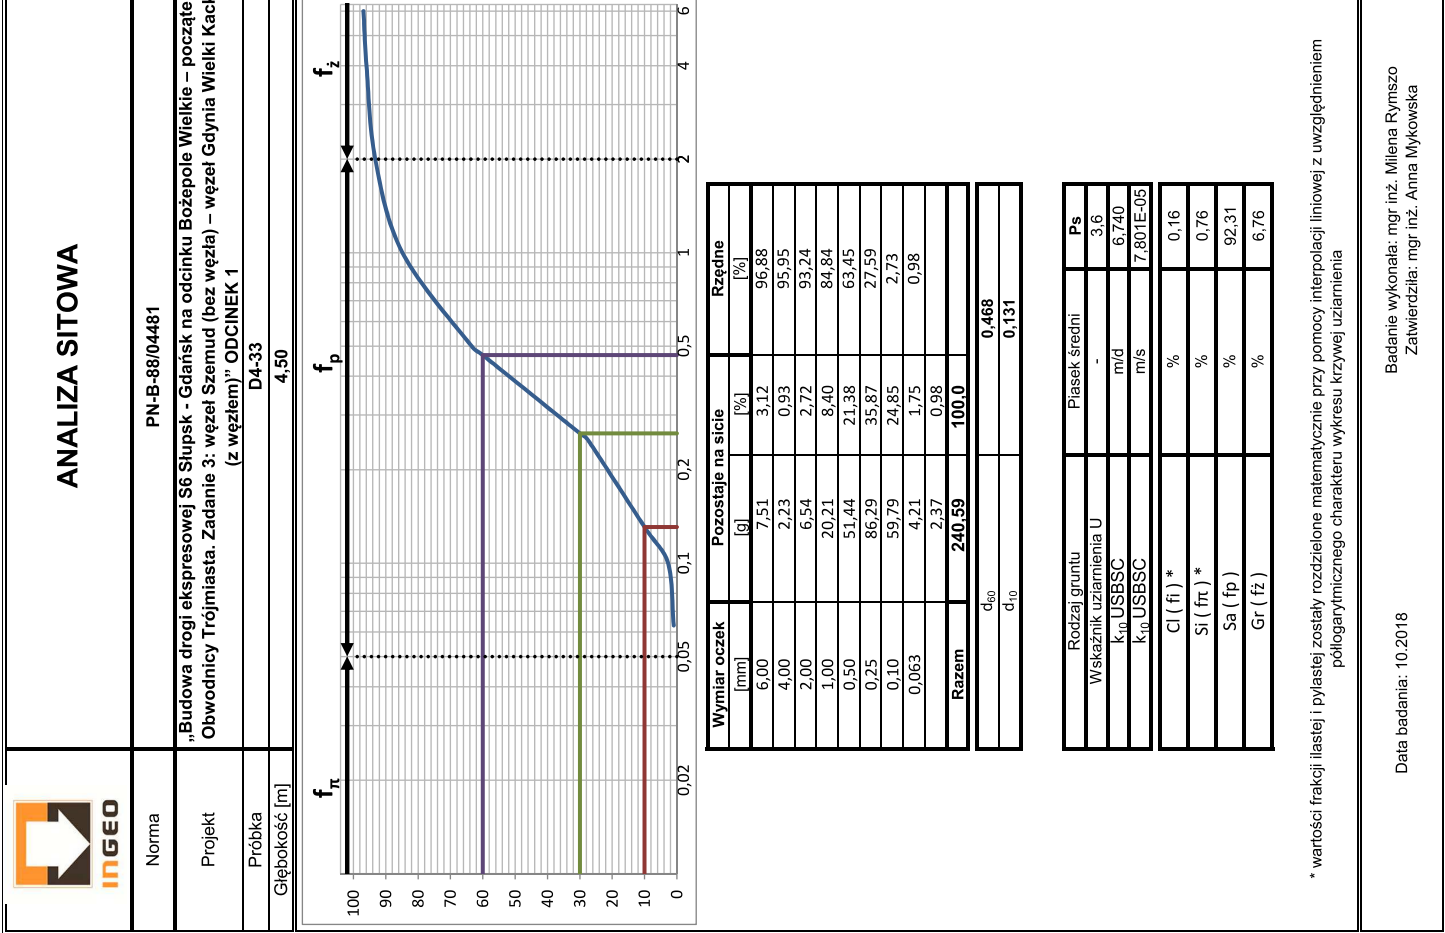 INGEO
ANALIZA SITOWA
Norma PN-B-88/04481
Projekt
„Budowa drogi ekspresowej S6 Słupsk - Gdańsk na odcinku Bożepole Wielkie – początek
Obwodnicy Trójmiasta. Zadanie 3: węzeł Szemud (bez węzła) – węzeł Gdynia Wielki Kack
(z węzłem)” ODCINEK 1
Próbka D4-33
Głębokość [m] 4,50
fπ fp fż
100
90
80
70
60
50
40
30
20
10
0
0,02 0,05 0,1 0,2 0,5 1 2 4 6
Wymiar oczek Pozostaje na sicie Rzędne
[mm] [g] [%] [%]
6,00 7,51 3,12 96,88
4,00 2,23 0,93 95,95
2,00 6,54 2,72 93,24
1,00 20,21 8,40 84,84
0,50 51,44 21,38 63,45
0,25 86,29 35,87 27,59
0,10 59,79 24,85 2,73
0,063 4,21 1,75 0,98
2,37 0,98
Razem 240,59 100,0
d60 0,468
d10 0,131
Rodzaj gruntu Piasek średni Ps
Wskaźnik uziarnienia U - 3,6
k10 USBSC m/d 6,740
k10 USBSC m/s 7,801E-05
Cl ( fi ) * % 0,16
Si ( fπ ) * % 0,76
Sa ( fp ) % 92,31
Gr ( fż ) % 6,76
* wartości frakcji ilastej i pylastej zostały rozdzielone matematycznie przy pomocy interpolacji liniowej z uwzględnieniem
półlogarytmicznego charakteru wykresu krzywej uziarnienia
Data badania: 10.2018
Badanie wykonała: mgr inż. Milena Rymszo
Zatwierdziła: mgr inż. Anna Mykowska